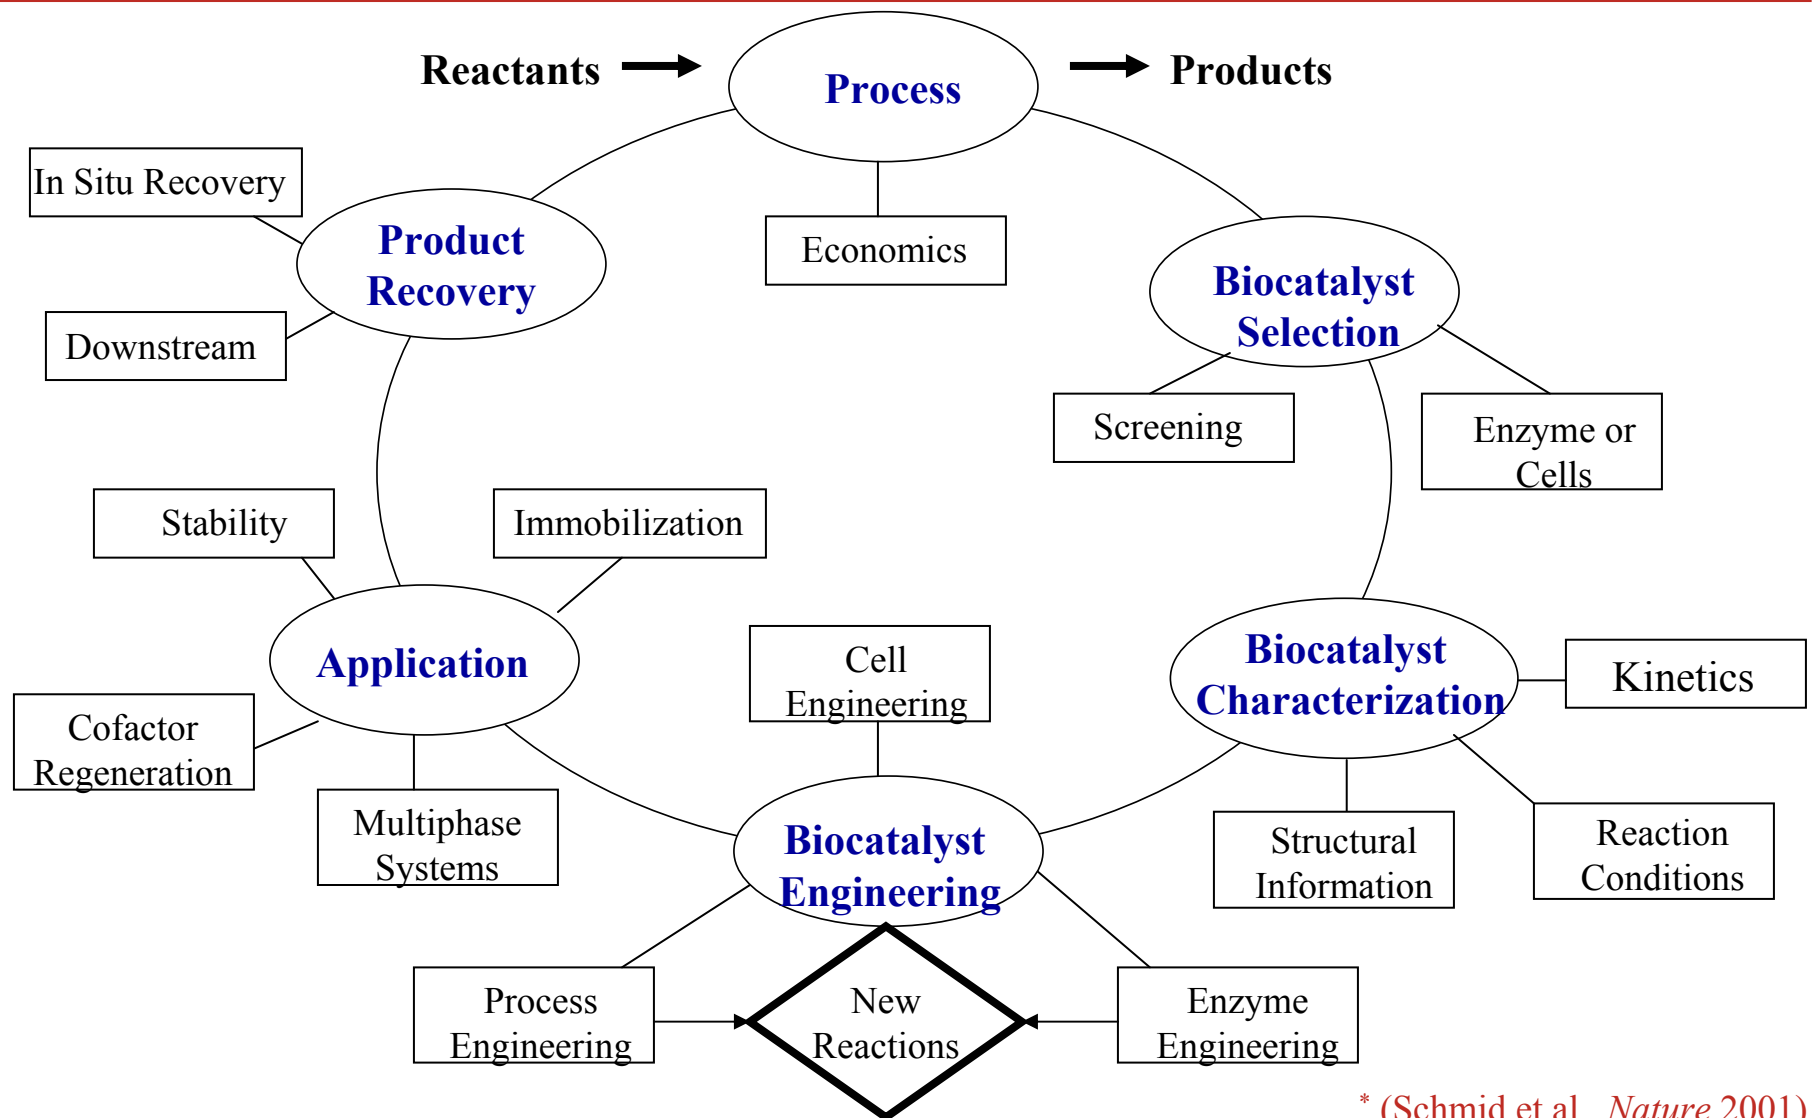 Reactants
Process
Products
In Situ Recovery
Product
Recovery
Economics
Biocatalyst
Selection
Downstream
Screening
Enzyme or
Cells
Stability
Immobilization
Application
Cell
Engineering
Biocatalyst
Characterization
Kinetics
Cofactor
Regeneration
Multiphase
Systems
Biocatalyst
Engineering
Structural
Information
Reaction
Conditions
Process
Engineering
New
Reactions
Enzyme
Engineering
* (Schmid et al., Nature 2001)